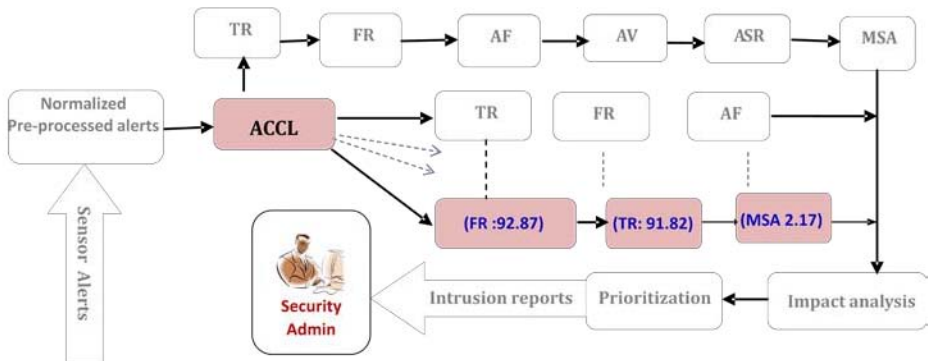 TR
FR
AF
AV
ASR
MSA
Normalized
Pre-processed alerts
ACCL
TR
FR
AF
(FR :92.87)
(TR: 91.82)
(MSA 2.17)
Sensor Alerts
Security
Admin
Intrusion reports
Prioritization
Impact analysis